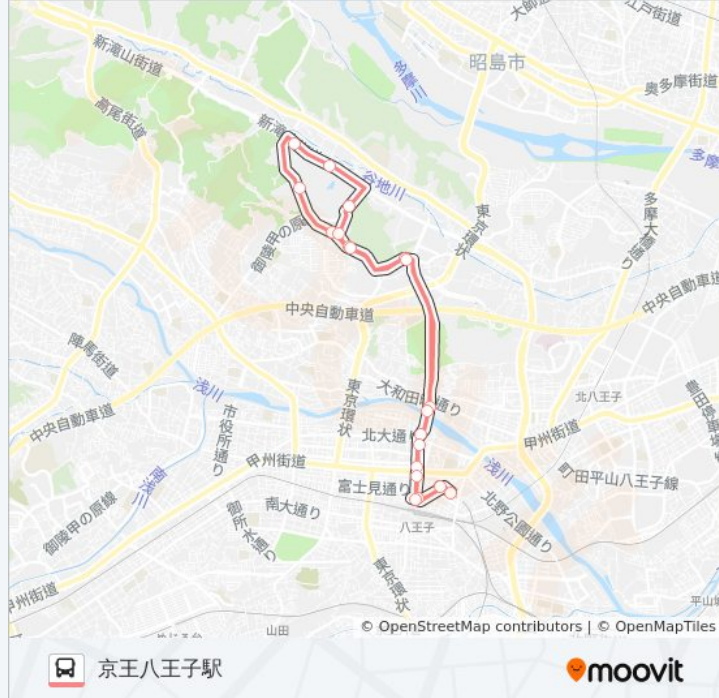 大師
江戸街道
新滝山街道
多摩川
昭島市
奥多摩街道
高尾街道
新滝
谷地川
多摩
多摩大橋通り
東京環状
御陵甲の原
中央自動車道
中央自動車道
陣馬街道
浅川
大和田
通り
北八王子
豊田停車場
中央自動車道
市役所通り
東京環状
北大通り
甲州街道
甲州街道
富士見通り
浅川
町田平山八王子線
南浅川
御陵甲の原線
御所水通り
南大通り
八王子
北野公園通り
甲州街道
東京環状
平山城
山田
© OpenStreetMap contributors | © OpenMapTiles
京王八王子駅
moovit